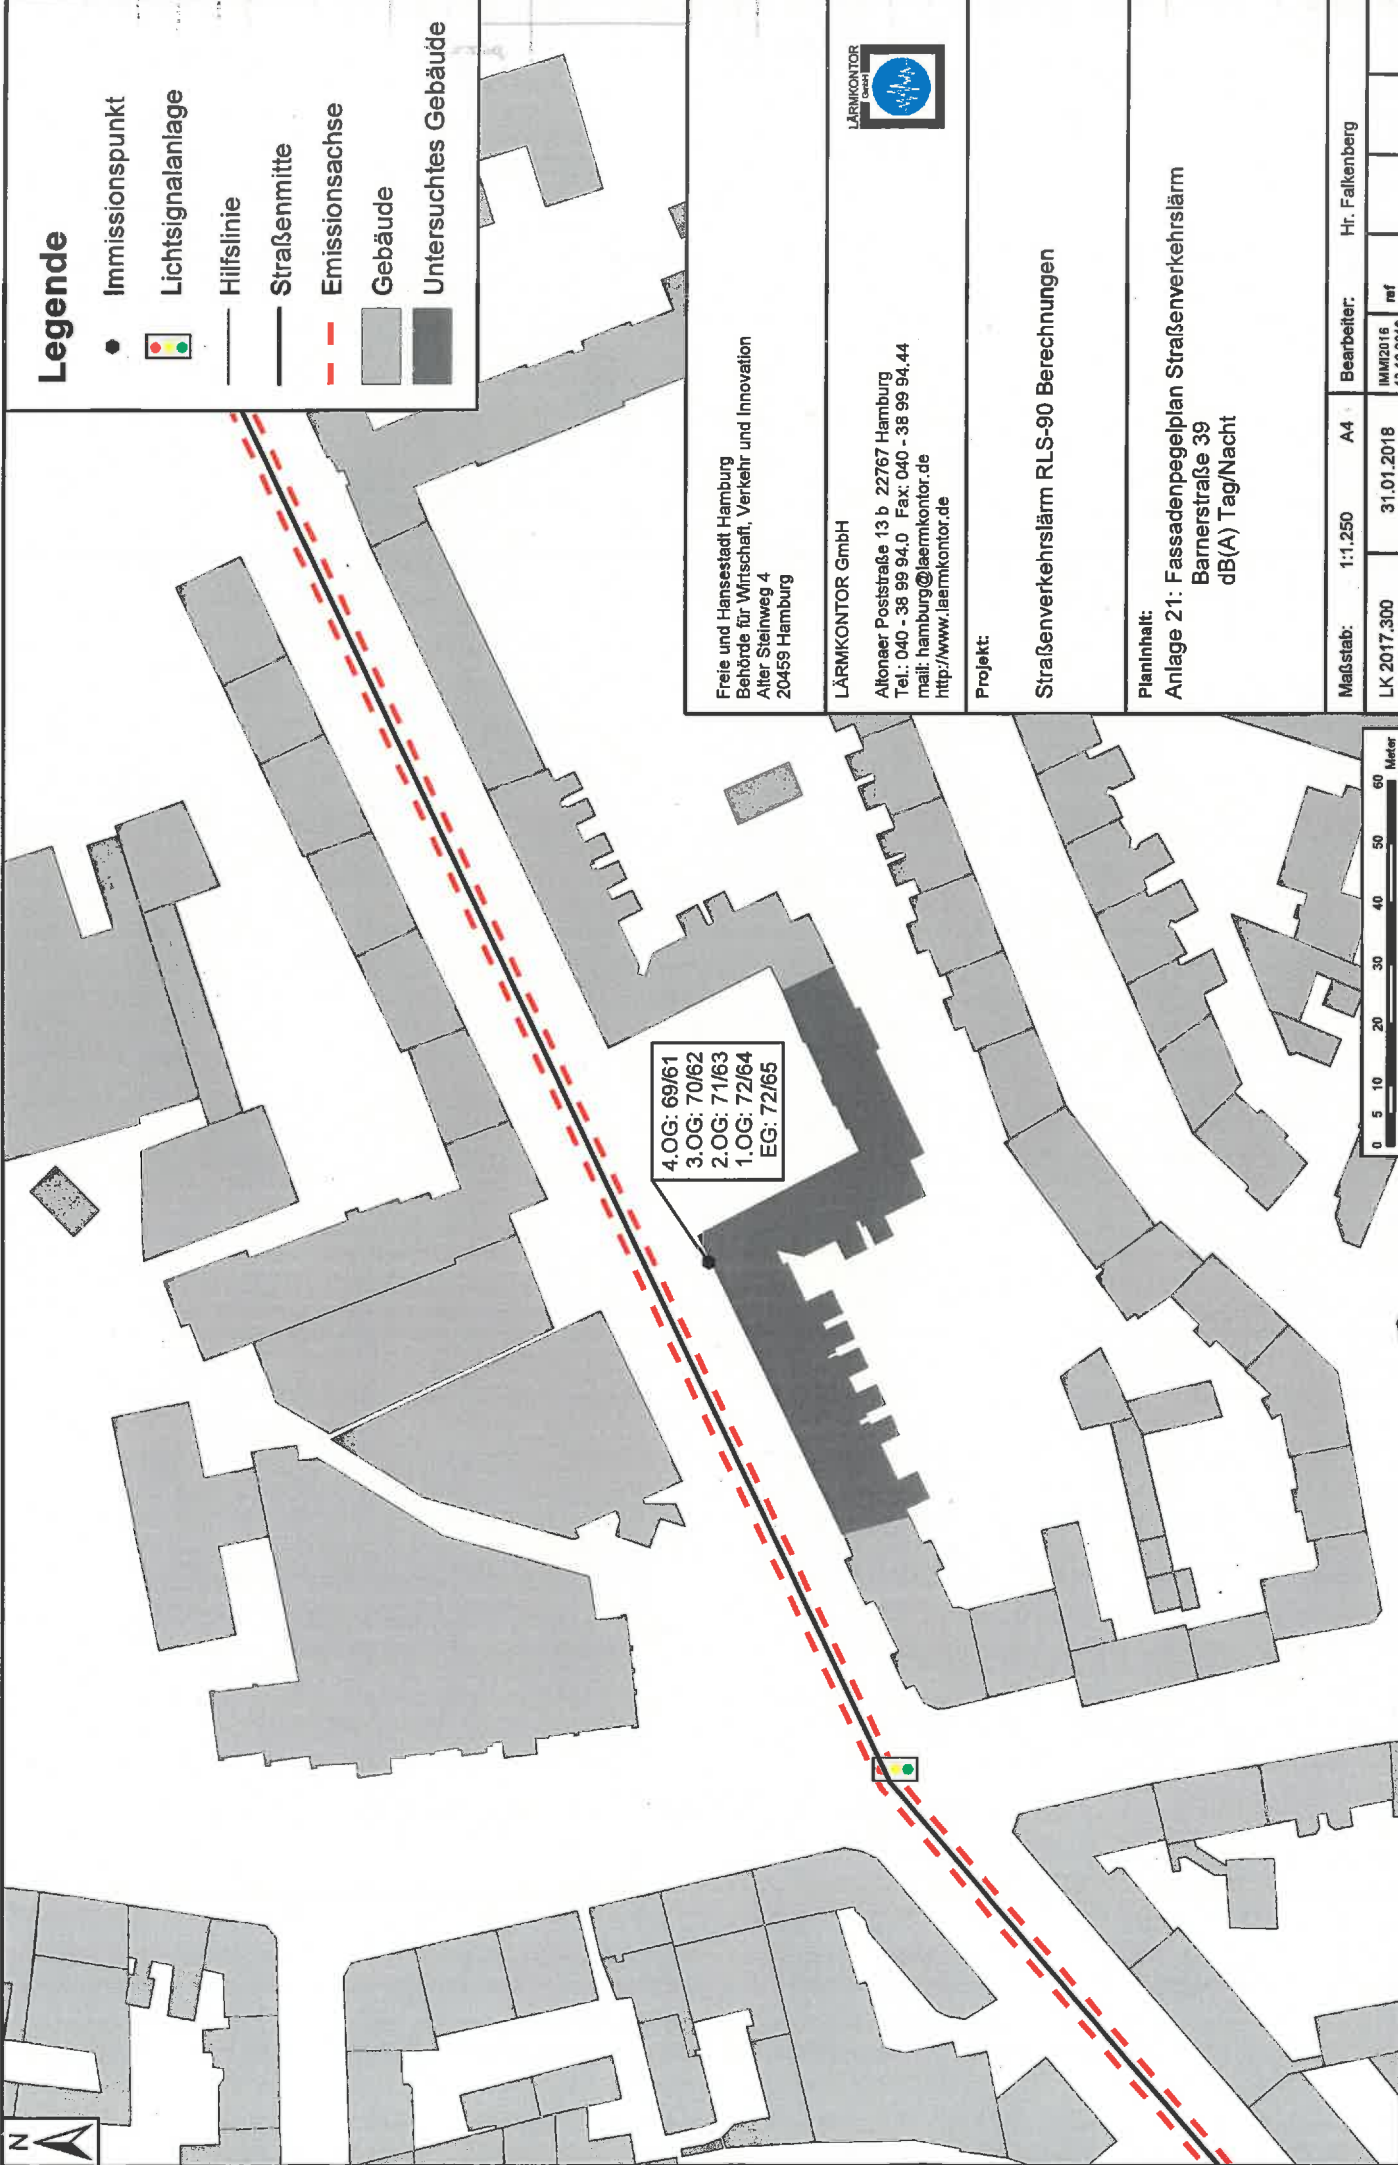 Legende
Immissionspunkt
Lichtsignalanlage
Hilfslinie
Straßenmitte
Emissionsachse
Gebäude
Untersuchtes Gebäude
N
4.OG: 69/61
3.OG: 70/62
2.OG: 71/63
1.OG: 72/64
EG: 72/65
Freie und Hansestadt Hamburg
Behörde für Wirtschaft, Verkehr und Innovation
Alter Steinweg 4
20459 Hamburg
LÄRMKONTOR GmbH
Altonaer Poststraße 13 b 22767 Hamburg
Tel.: 040 - 38 99 94.0 Fax: 040 - 38 99 94.44
mail: hamburg@laermkontor.de
http://www.laermkontor.de
LÄRMKONTOR
GmbH
Projekt:
Straßenverkehrslärm RLS-90 Berechnungen
Planinhalt:
Anlage 21: Fassadenpegelplan Straßenverkehrslärm
Barnerstraße 39
dB(A) Tag/Nacht
Maßstab: 1:1.250 A4 Bearbeiter: Hr. Falkenberg
LK 2017.300 31.01.2018 IMMI2016 ref
0 5 10 20 30 40 50 60 Meter